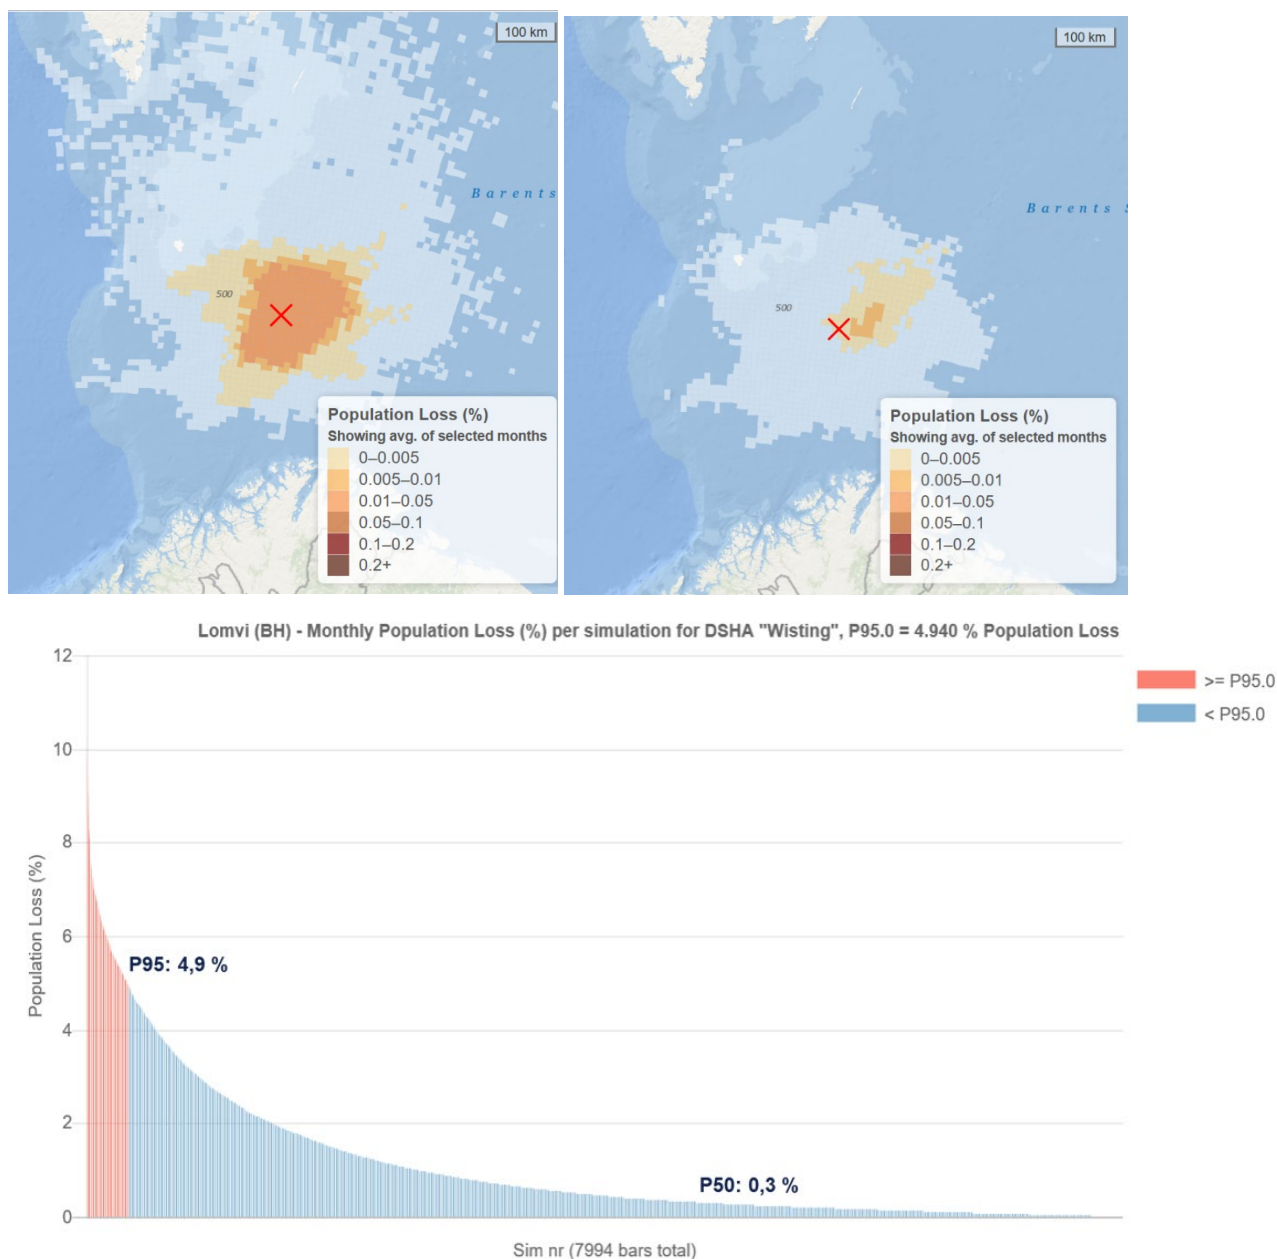 100 km
Barents
500
Population Loss (%)
Showing avg. of selected months
0–0.005
0.005–0.01
0.01–0.05
0.05–0.1
0.1–0.2
0.2+
100 km
Barents
500
Population Loss (%)
Showing avg. of selected months
0–0.005
0.005–0.01
0.01–0.05
0.05–0.1
0.1–0.2
0.2+
Lomvi (BH) - Monthly Population Loss (%) per simulation for DSHA "Wisting", P95.0 = 4.940 % Population Loss
12
10
8
6
4
2
0
Population Loss (%)
>= P95.0
< P95.0
P95: 4,9 %
P50: 0,3 %
Sim nr (7994 bars total)